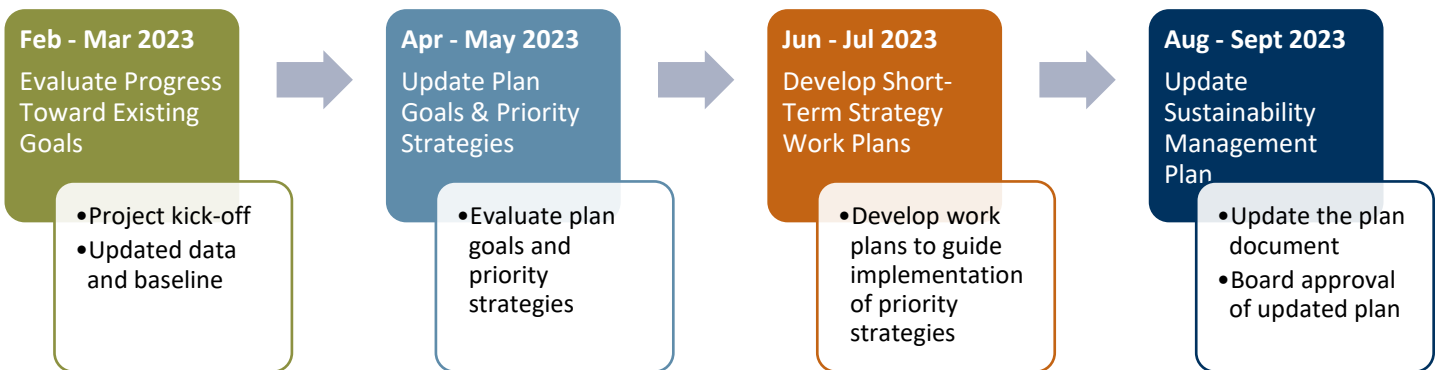 Feb - Mar 2023
Evaluate Progress
Toward Existing
Goals
•Project kick-off
•Updated data
and baseline
Apr - May 2023
Update Plan
Goals & Priority
Strategies
•Evaluate plan
goals and
priority
strategies
Jun - Jul 2023
Develop Short-
Term Strategy
Work Plans
•Develop work
plans to guide
implementation
of priority
strategies
Aug - Sept 2023
Update
Sustainability
Management
Plan
•Update the plan
document
•Board approval
of updated plan